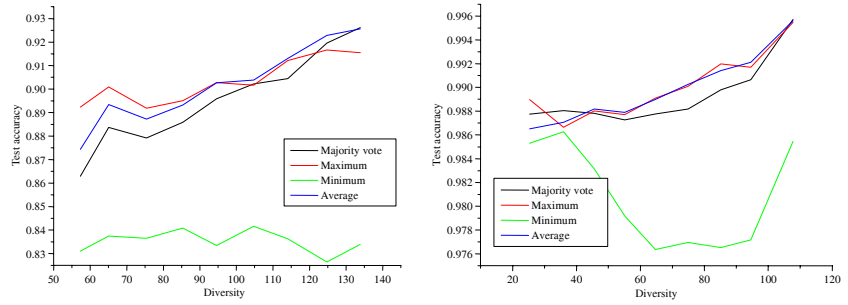 0.93
0.92
0.91
0.90
0.89
0.88
0.87
0.86
0.85
0.84
0.83
Test accuracy
50 60 70 80 90 100 110 120 130 140
Diversity
Majority vote
Maximum
Minimum
Average
0.996
0.994
0.992
0.990
0.988
0.986
0.984
0.982
0.980
0.978
0.976
Test accuracy
20 40 60 80 100 120
Diversity
Majority vote
Maximum
Minimum
Average